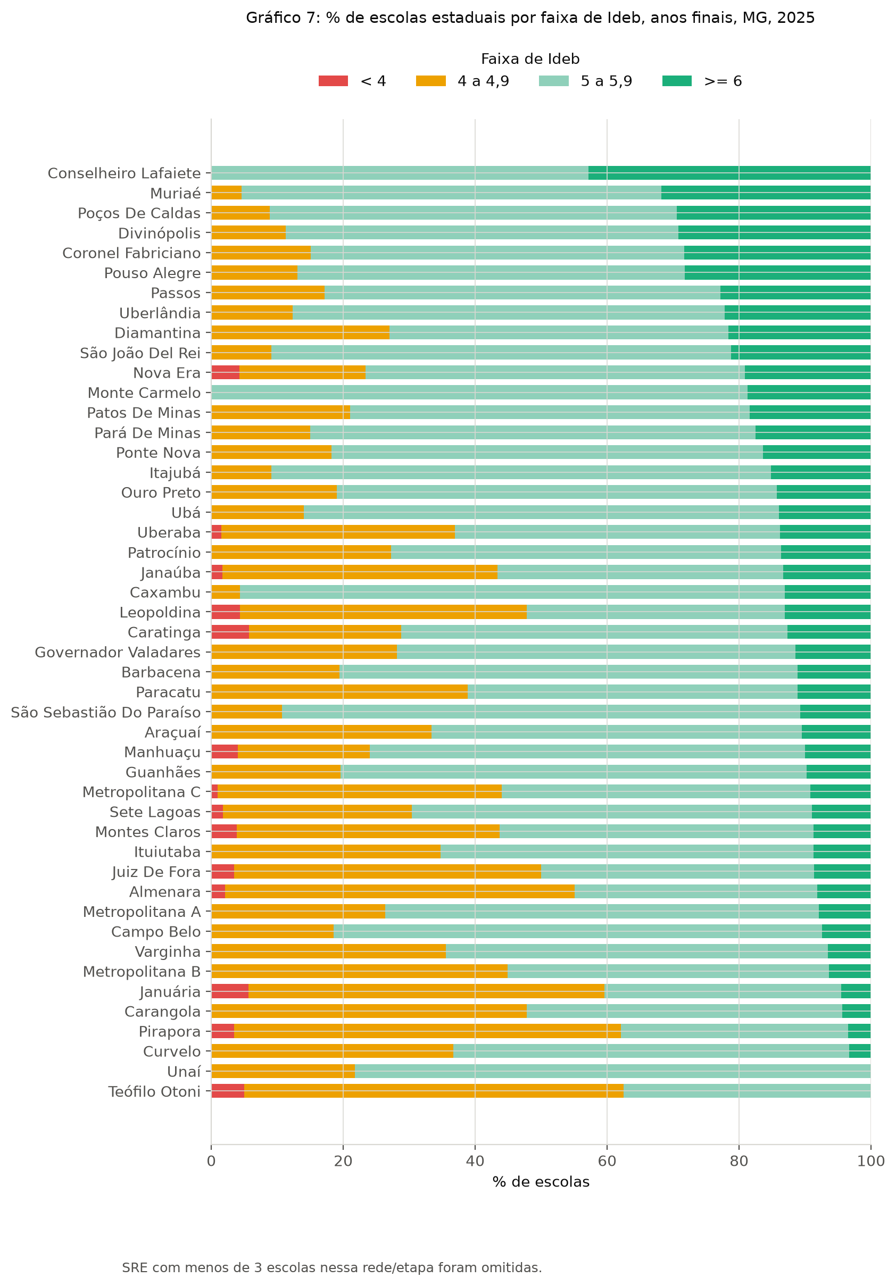 Gráfico 7: % de escolas estaduais por faixa de Ideb, anos finais, MG, 2025
Faixa de Ideb
< 4 4 a 4,9 5 a 5,9 >= 6
Conselheiro Lafaiete
Muriaé
Poços De Caldas
Divinópolis
Coronel Fabriciano
Pouso Alegre
Passos
Uberlândia
Diamantina
São João Del Rei
Nova Era
Monte Carmelo
Patos De Minas
Pará De Minas
Ponte Nova
Itajubá
Ouro Preto
Ubá
Uberaba
Patrocínio
Janaúba
Caxambu
Leopoldina
Caratinga
Governador Valadares
Barbacena
Paracatu
São Sebastião Do Paraíso
Araçuaí
Manhuaçu
Guanhães
Metropolitana C
Sete Lagoas
Montes Claros
Ituiutaba
Juiz De Fora
Almenara
Metropolitana A
Campo Belo
Varginha
Metropolitana B
Januária
Carangola
Pirapora
Curvelo
Unaí
Teófilo Otoni
0 20 40 60 80 100
% de escolas
SRE com menos de 3 escolas nessa rede/etapa foram omitidas.